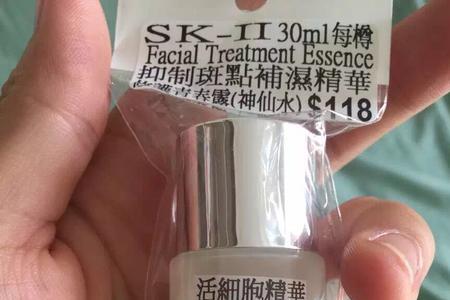 SK-II 30ml每樽
Facial Treatment Essence
抑制斑點補濕精華
青春露(神仙水) $118
活細胞精華